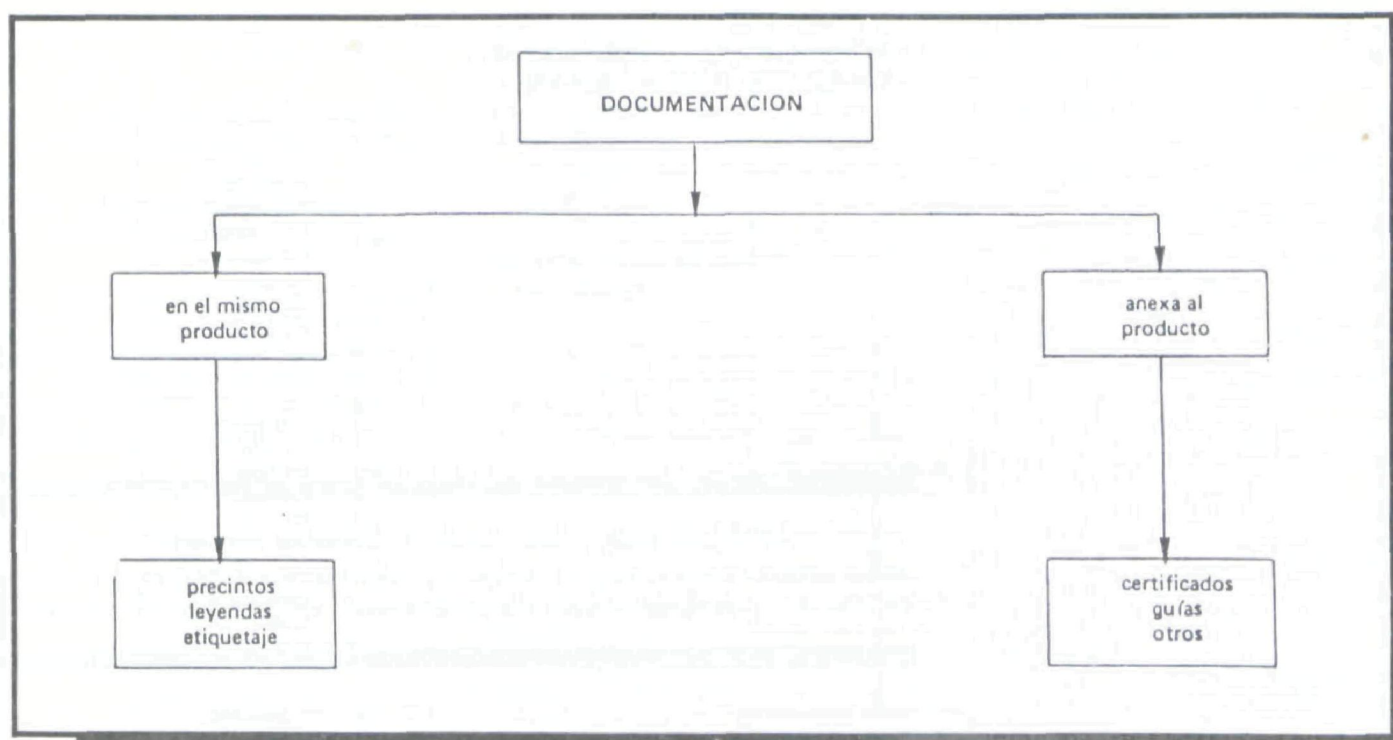 DOCUMENTACION
en el mismo
producto
anexa al
producto
precintos
leyendas
etiquetaje
certificados
guías
otros